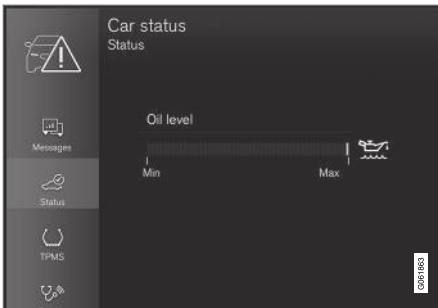 Car status
Status
Messages
Oil level
Min Max
Status
TPMS
G061863